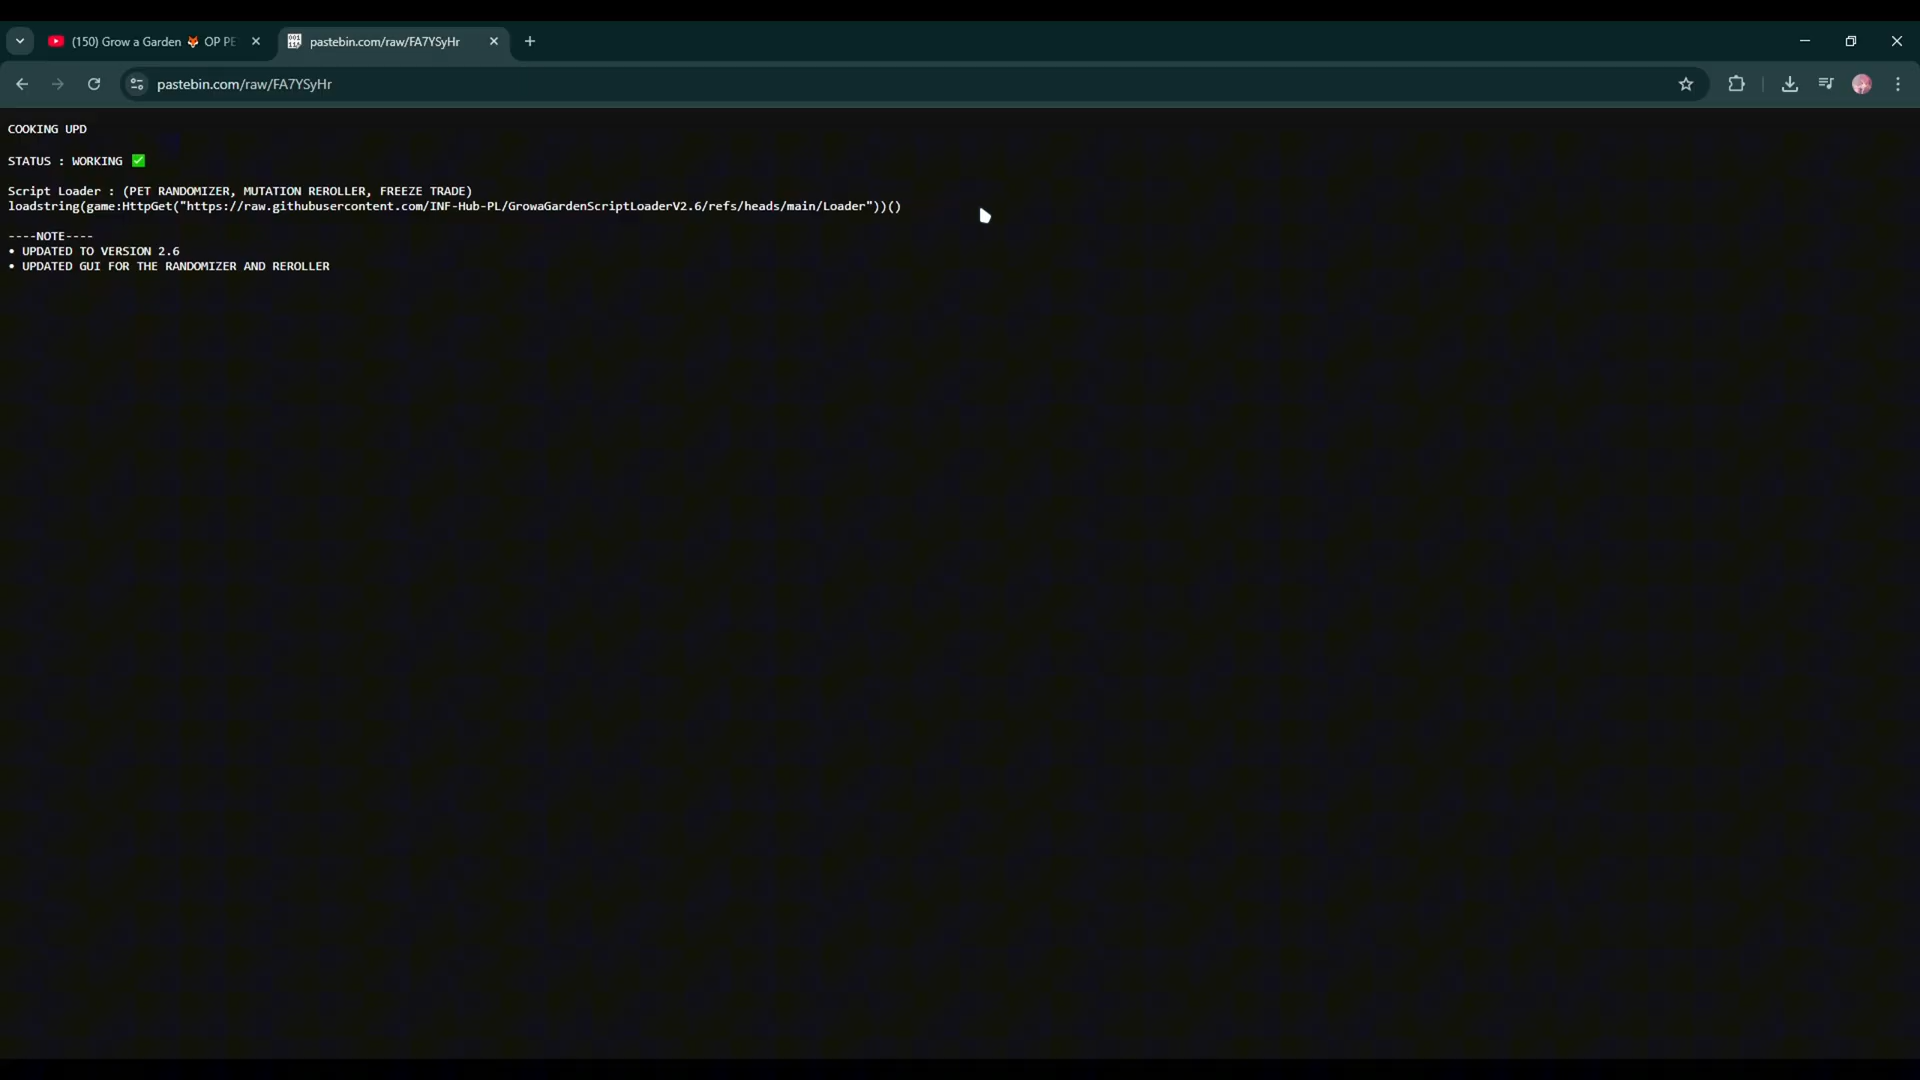 (150) Grow a Garden 🦊 OP PE
pastebin.com/raw/FA7YSyHr
pastebin.com/raw/FA7YSyHr
COOKING UPD
STATUS : WORKING ✅
Script Loader : (PET RANDOMIZER, MUTATION REROLLER, FREEZE TRADE)
loadstring(game:HttpGet("https://raw.githubusercontent.com/INF-Hub-PL/GrowaGardenScriptLoaderV2.6/refs/heads/main/Loader"))()
----NOTE----
• UPDATED TO VERSION 2.6
• UPDATED GUI FOR THE RANDOMIZER AND REROLLER